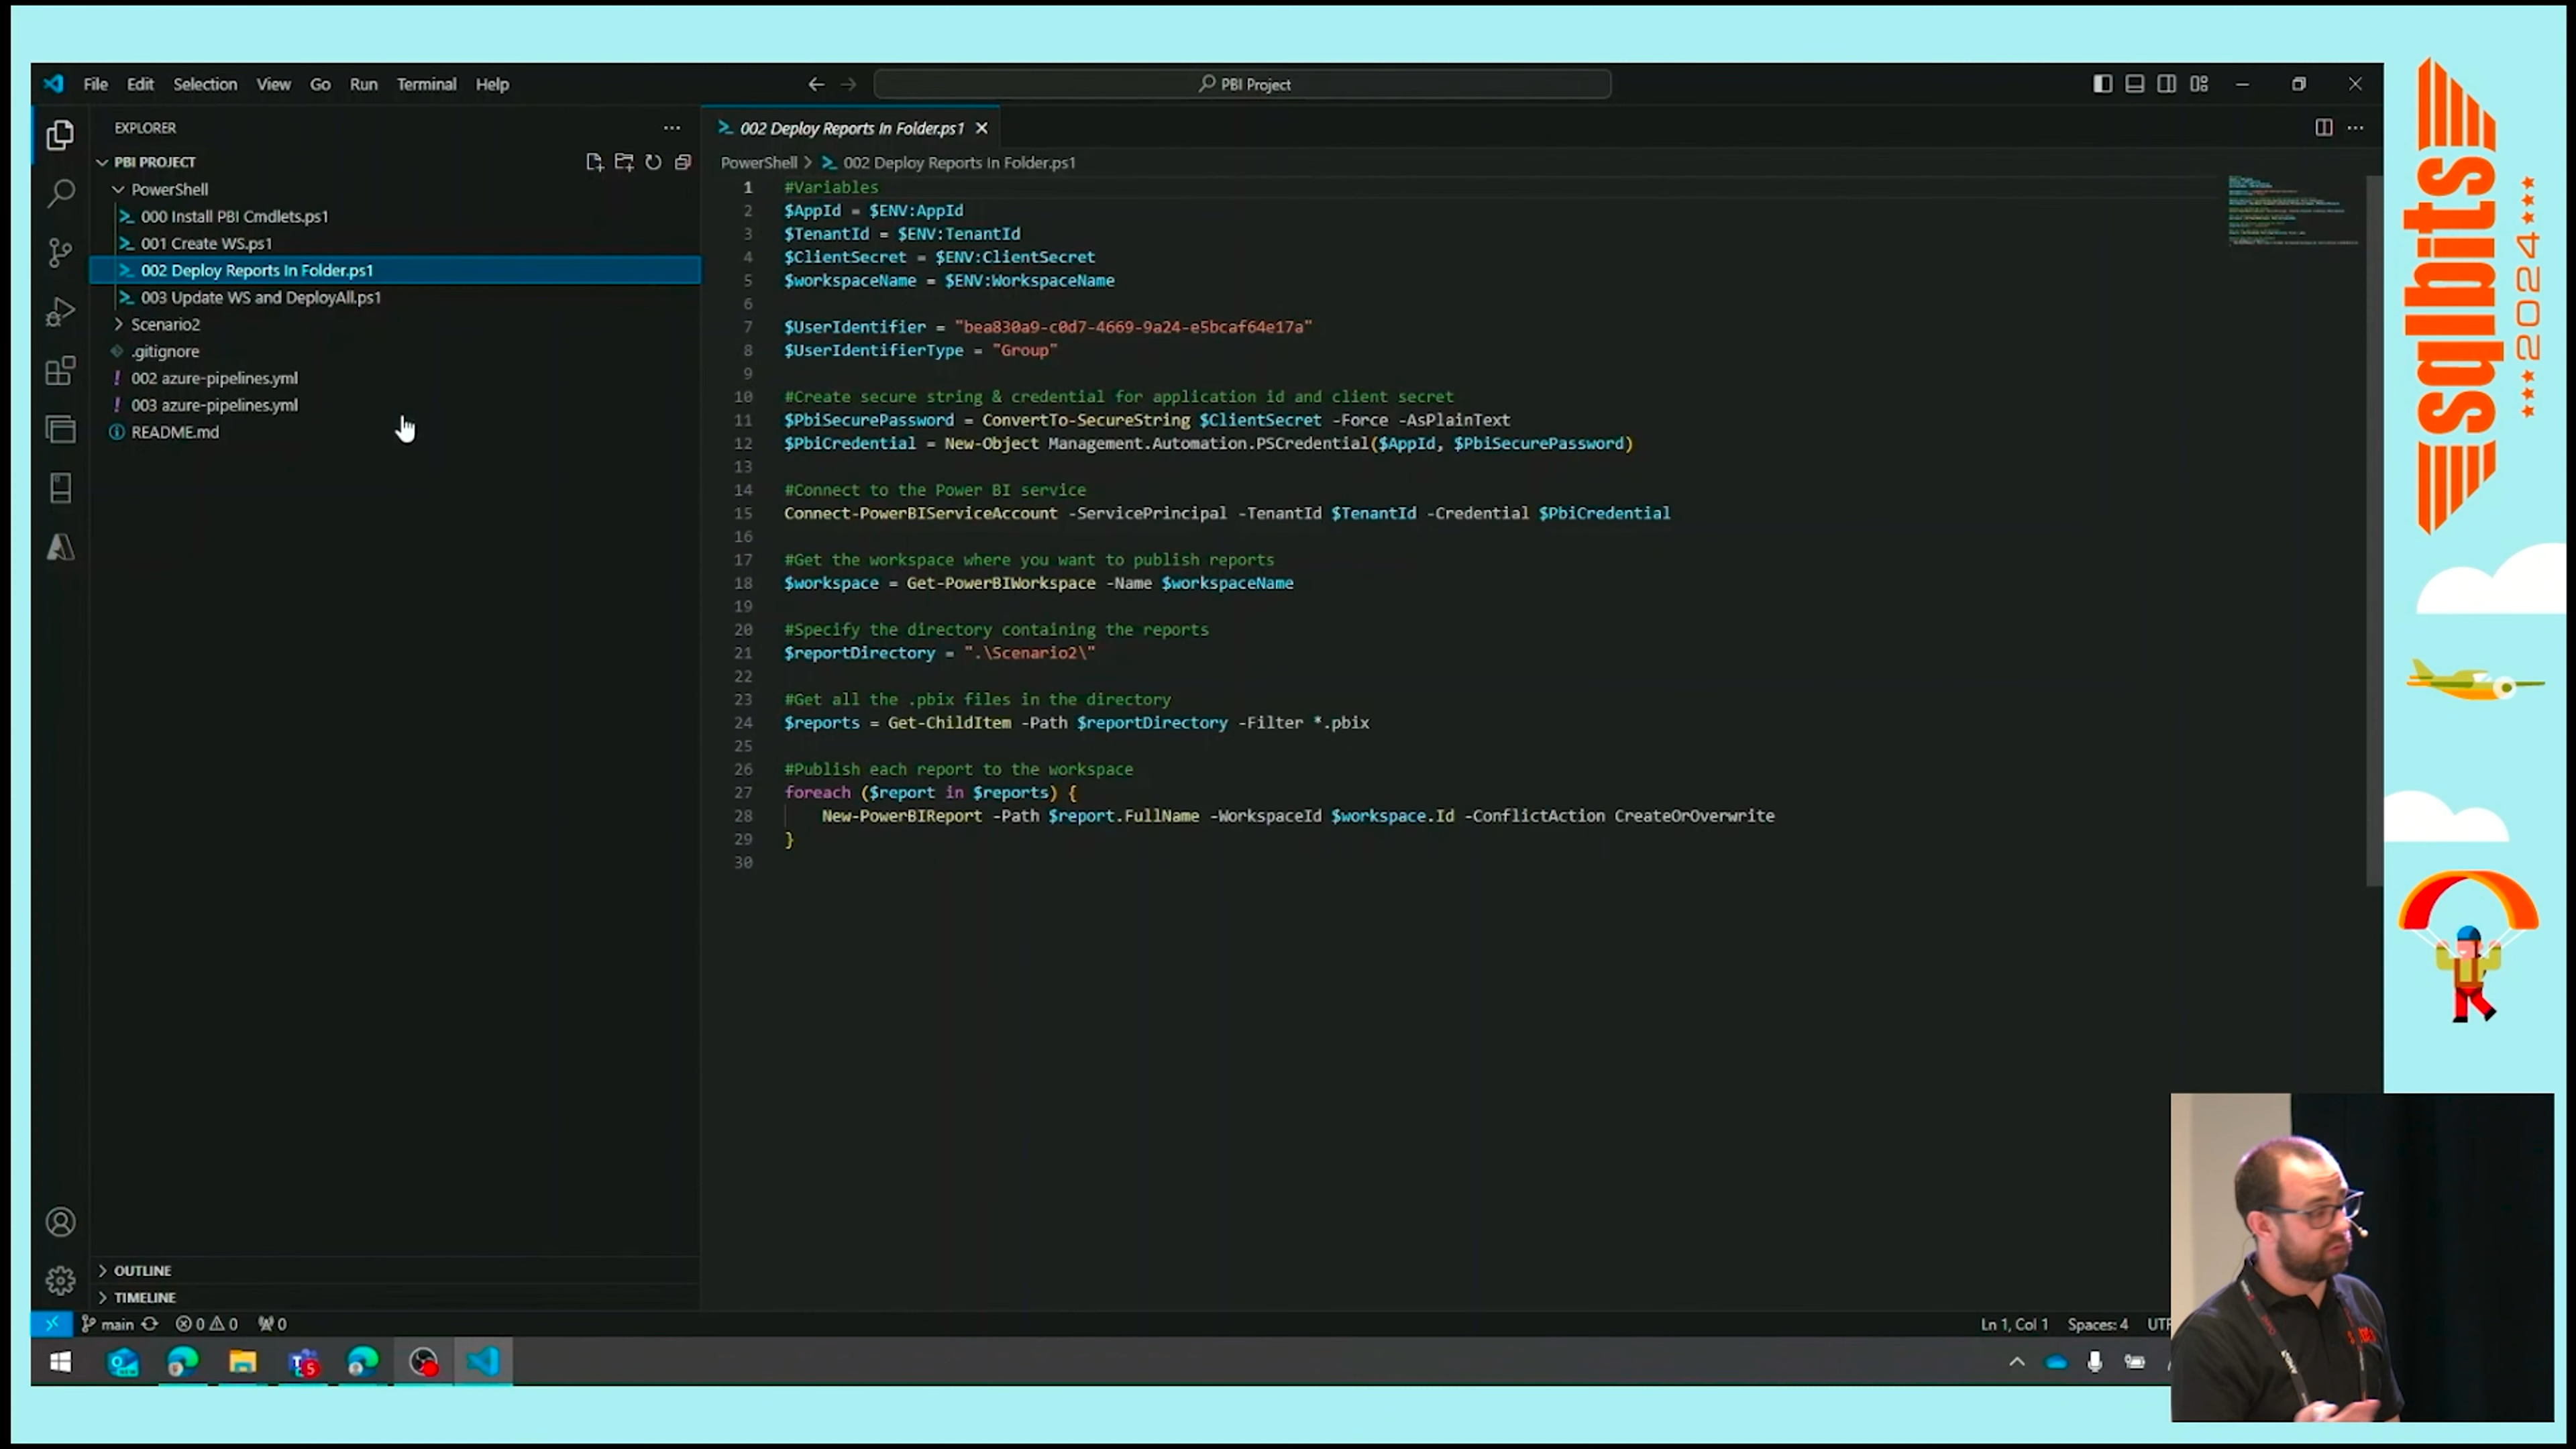 File Edit Selection View Go Run Terminal Help
PBI Project
EXPLORER
PBI PROJECT
PowerShell
000 Install PBI Cmdlets.ps1
001 Create WS.ps1
002 Deploy Reports In Folder.ps1
003 Update WS and DeployAll.ps1
Scenario2
.gitignore
! 002 azure-pipelines.yml
! 003 azure-pipelines.yml
README.md
OUTLINE
TIMELINE
002 Deploy Reports In Folder.ps1
PowerShell > 002 Deploy Reports In Folder.ps1
1 #Variables
2 $AppId = $ENV:AppId
3 $TenantId = $ENV:TenantId
4 $ClientSecret = $ENV:ClientSecret
5 $workspaceName = $ENV:WorkspaceName
6
7 $UserIdentifier = "bea830a9-c0d7-4669-9a24-e5bcaf64e17a"
8 $UserIdentifierType = "Group"
9
10 #Create secure string & credential for application id and client secret
11 $PbiSecurePassword = ConvertTo-SecureString $ClientSecret -Force -AsPlainText
12 $PbiCredential = New-Object Management.Automation.PSCredential($AppId, $PbiSecurePassword)
13
14 #Connect to the Power BI service
15 Connect-PowerBIServiceAccount -ServicePrincipal -TenantId $TenantId -Credential $PbiCredential
16
17 #Get the workspace where you want to publish reports
18 $workspace = Get-PowerBIWorkspace -Name $workspaceName
19
20 #Specify the directory containing the reports
21 $reportDirectory = ".\Scenario2\"
22
23 #Get all the .pbix files in the directory
24 $reports = Get-ChildItem -Path $reportDirectory -Filter *.pbix
25
26 #Publish each report to the workspace
27 foreach ($report in $reports) {
28 New-PowerBIReport -Path $report.FullName -WorkspaceId $workspace.Id -ConflictAction CreateOrOverwrite
29 }
30
main 0 0 0
Ln 1, Col 1 Spaces: 4
5
sqlbits
2024